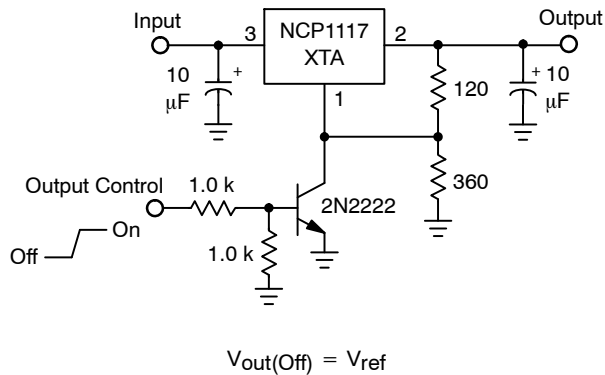 Input
Output
3
NCP1117
XTA
2
10
μF
+
1
120
+ 10
μF
360
Output Control
1.0 k
2N2222
On
Off
1.0 k
Vout(Off) = Vref